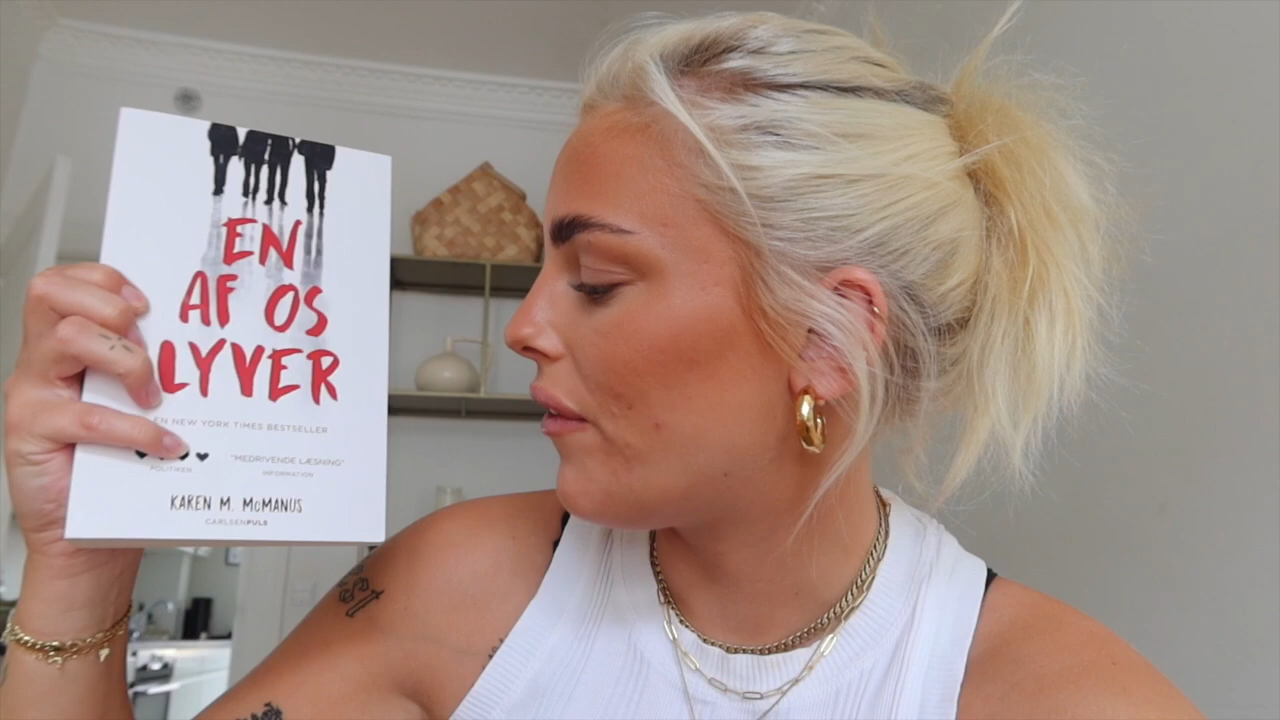 EN
AF OS
LYVER
EN NEW YORK TIMES BESTSELLER
POLITIKEN
"MEDRIVENDE LÆSNING"
INFORMATION
KAREN M. McMANUS
CARLSENPULS